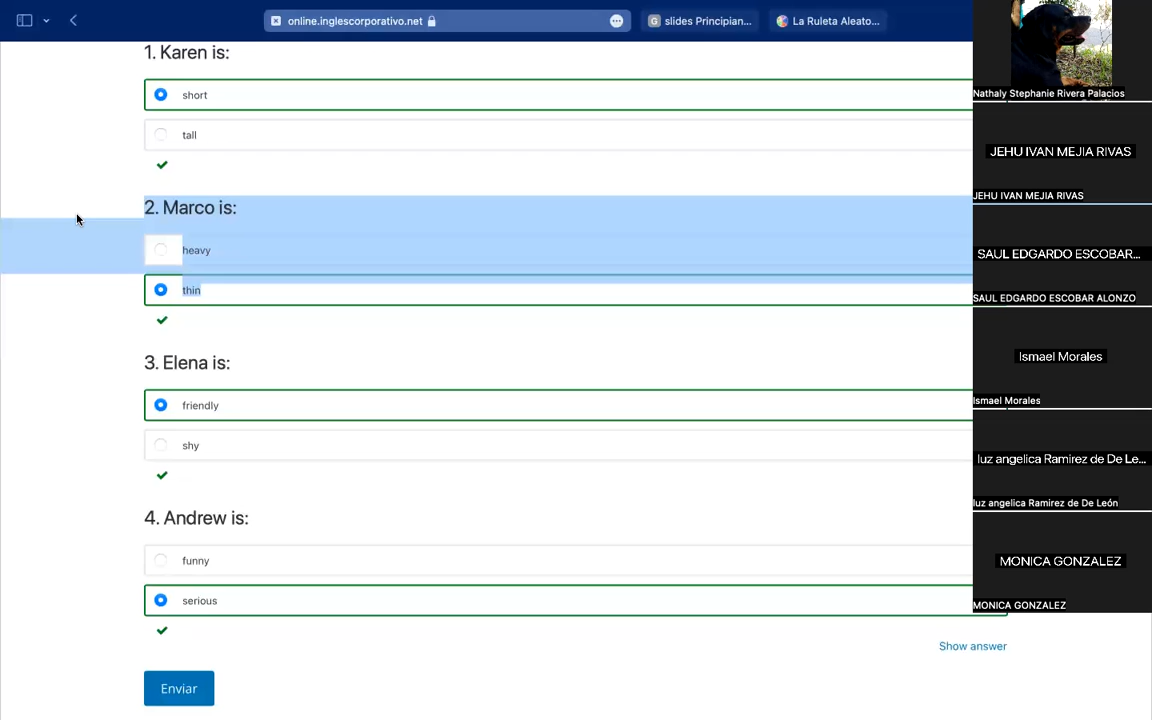 online.inglescorporativo.net
slides Principian...
La Ruleta Aleato...
1. Karen is:
short
tall
2. Marco is:
heavy
thin
3. Elena is:
friendly
shy
4. Andrew is:
funny
serious
Show answer
Enviar
Nathaly Stephanie Rivera Palacios
JEHU IVAN MEJIA RIVAS
JEHU IVAN MEJIA RIVAS
SAUL EDGARDO ESCOBAR...
SAUL EDGARDO ESCOBAR ALONZO
Ismael Morales
Ismael Morales
luz angelica Ramirez de De Le...
luz angelica Ramirez de De León
MONICA GONZALEZ
MONICA GONZALEZ